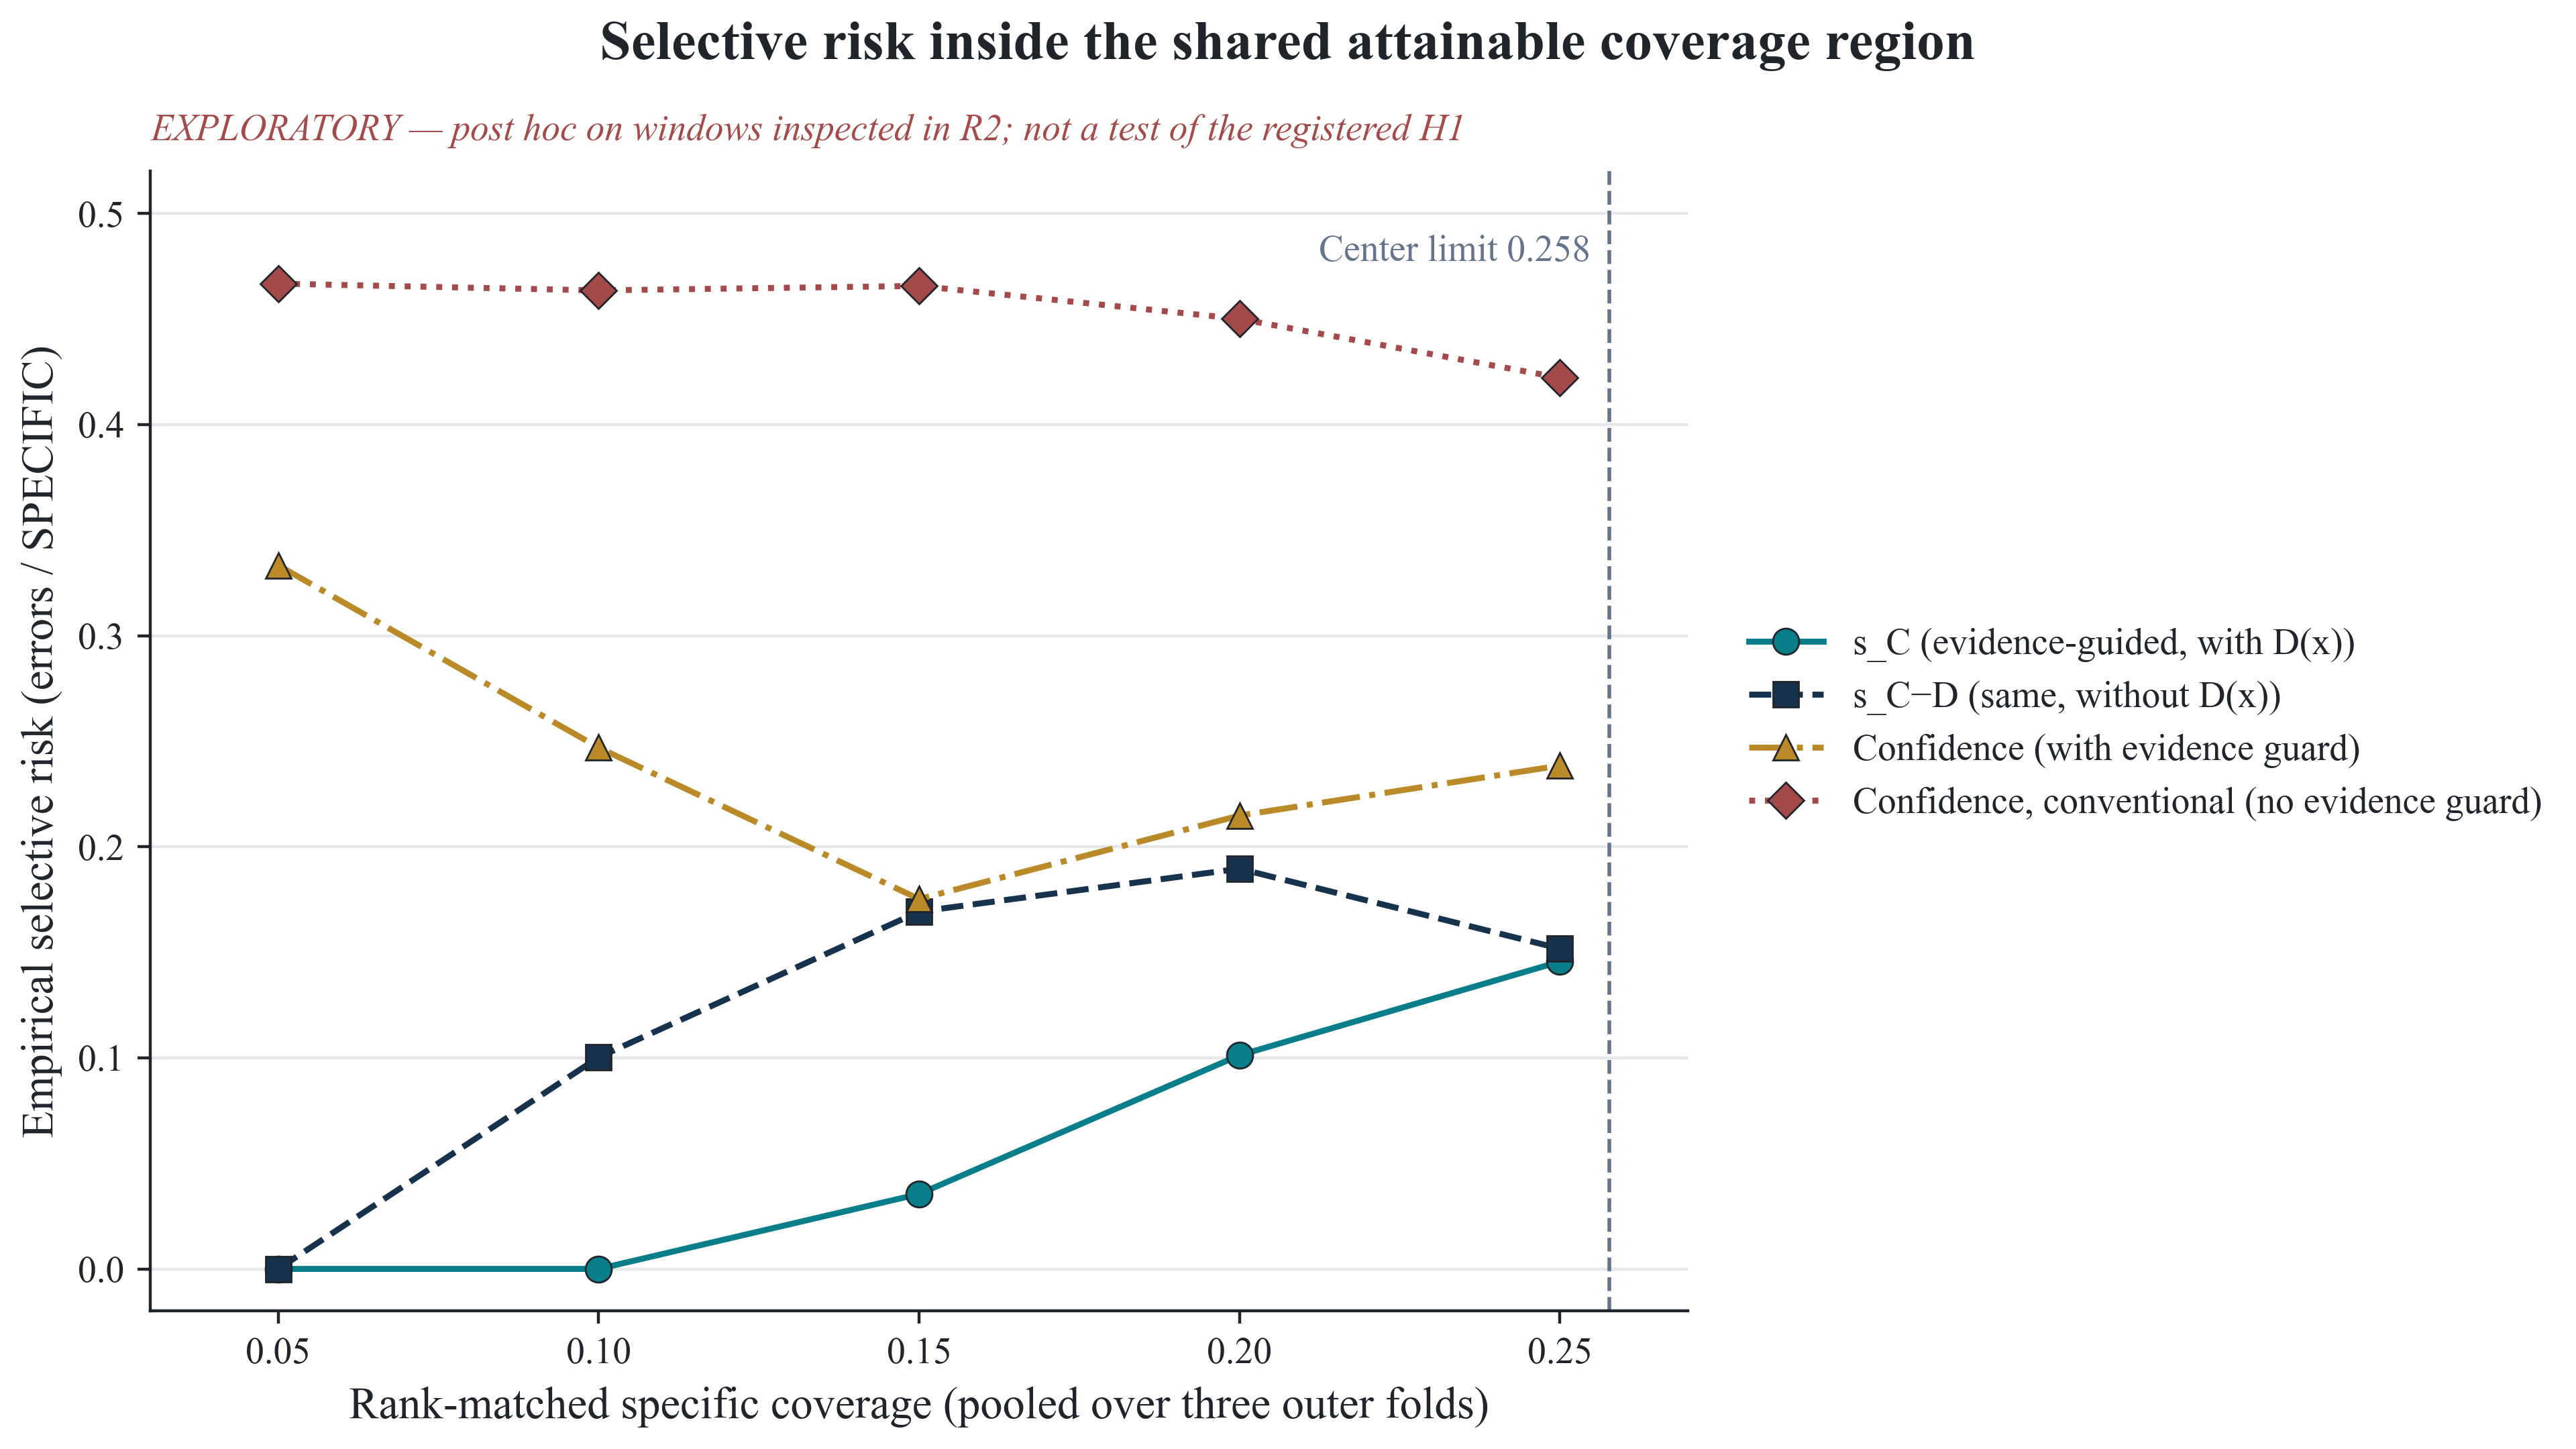 Selective risk inside the shared attainable coverage region
EXPLORATORY — post hoc on windows inspected in R2; not a test of the registered H1
Empirical selective risk (errors / SPECIFIC)
0.5
0.4
0.3
0.2
0.1
0.0
Center limit 0.258
0.05 0.10 0.15 0.20 0.25
Rank-matched specific coverage (pooled over three outer folds)
s_C (evidence-guided, with D(x))
s_C−D (same, without D(x))
Confidence (with evidence guard)
Confidence, conventional (no evidence guard)